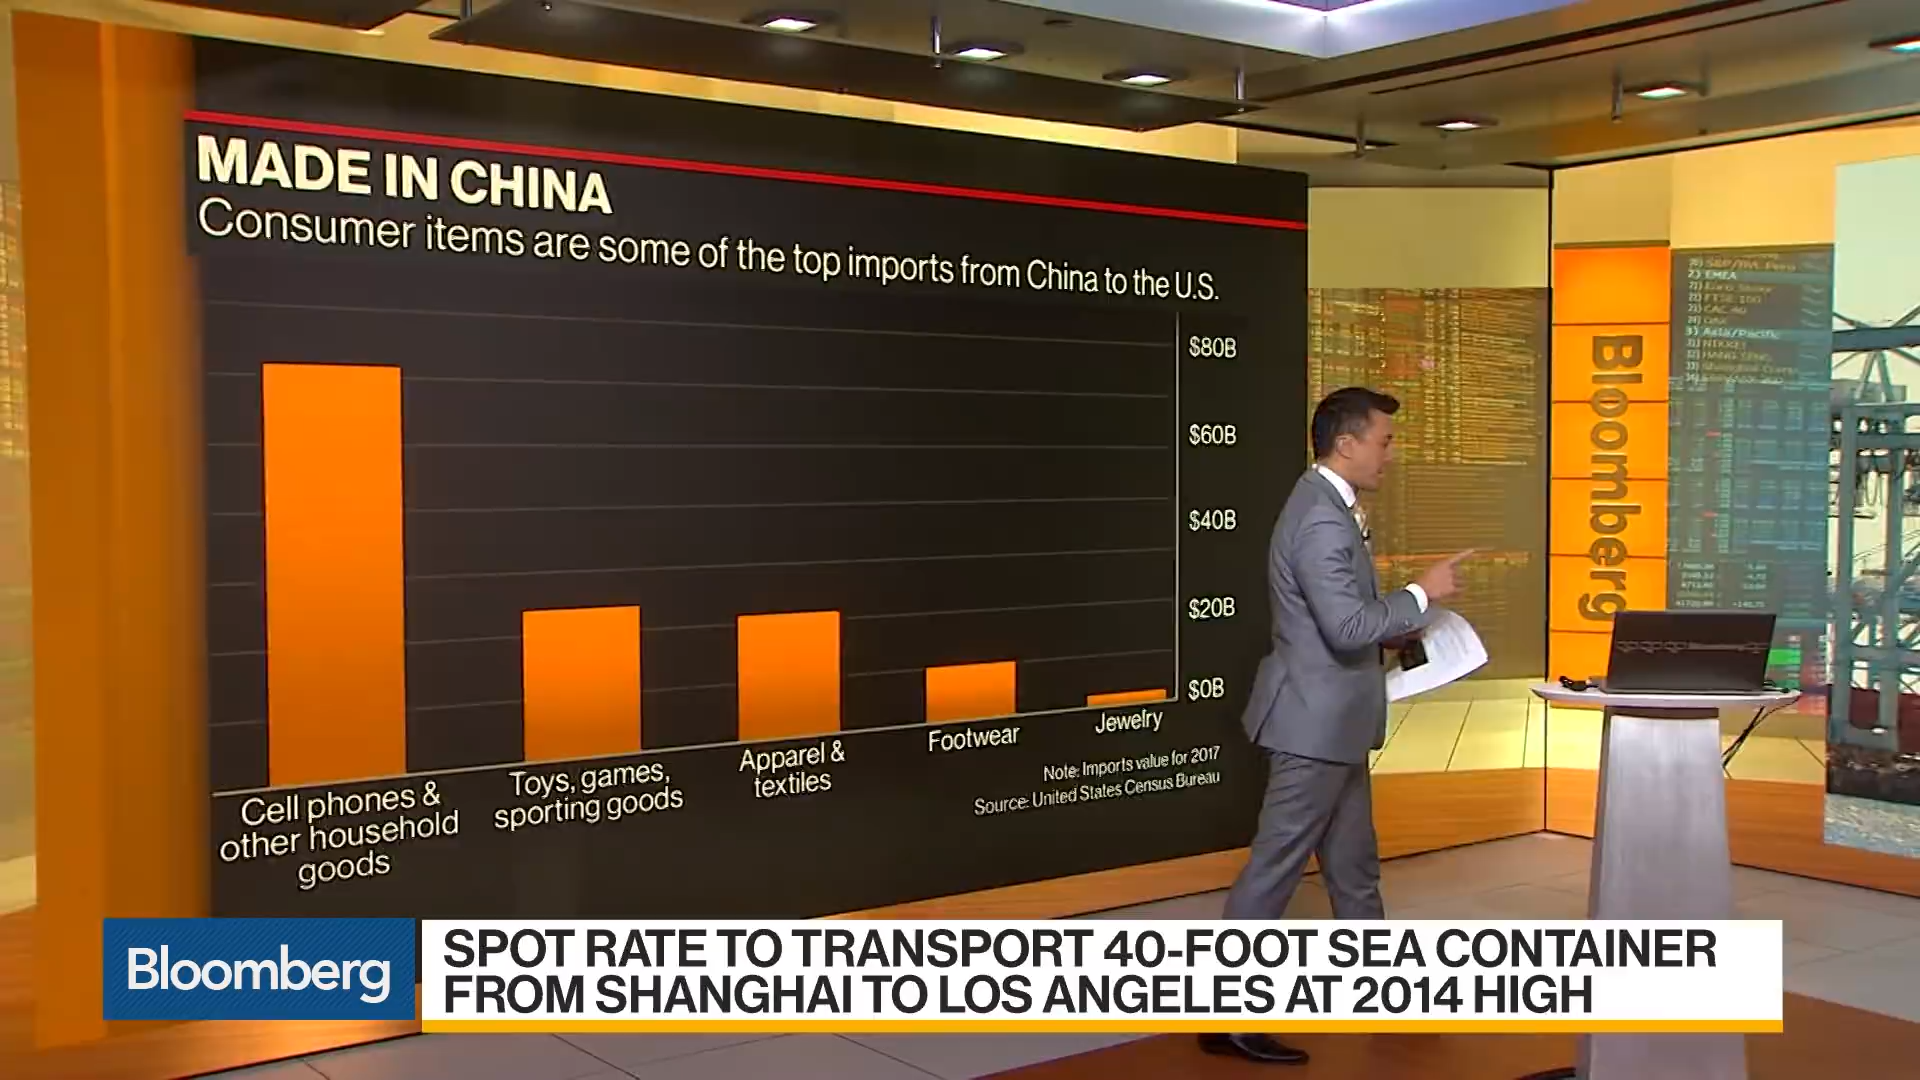 MADE IN CHINA
Consumer items are some of the top imports from China to the U.S.
$80B
$60B
$40B
$20B
$0B
Cell phones &
other household
goods
Toys, games,
sporting goods
Apparel &
textiles
Footwear
Jewelry
Note: Imports value for 2017
Source: United States Census Bureau
Bloomberg
EMEA
Asia/Pacific
Bloomberg
SPOT RATE TO TRANSPORT 40-FOOT SEA CONTAINER
FROM SHANGHAI TO LOS ANGELES AT 2014 HIGH